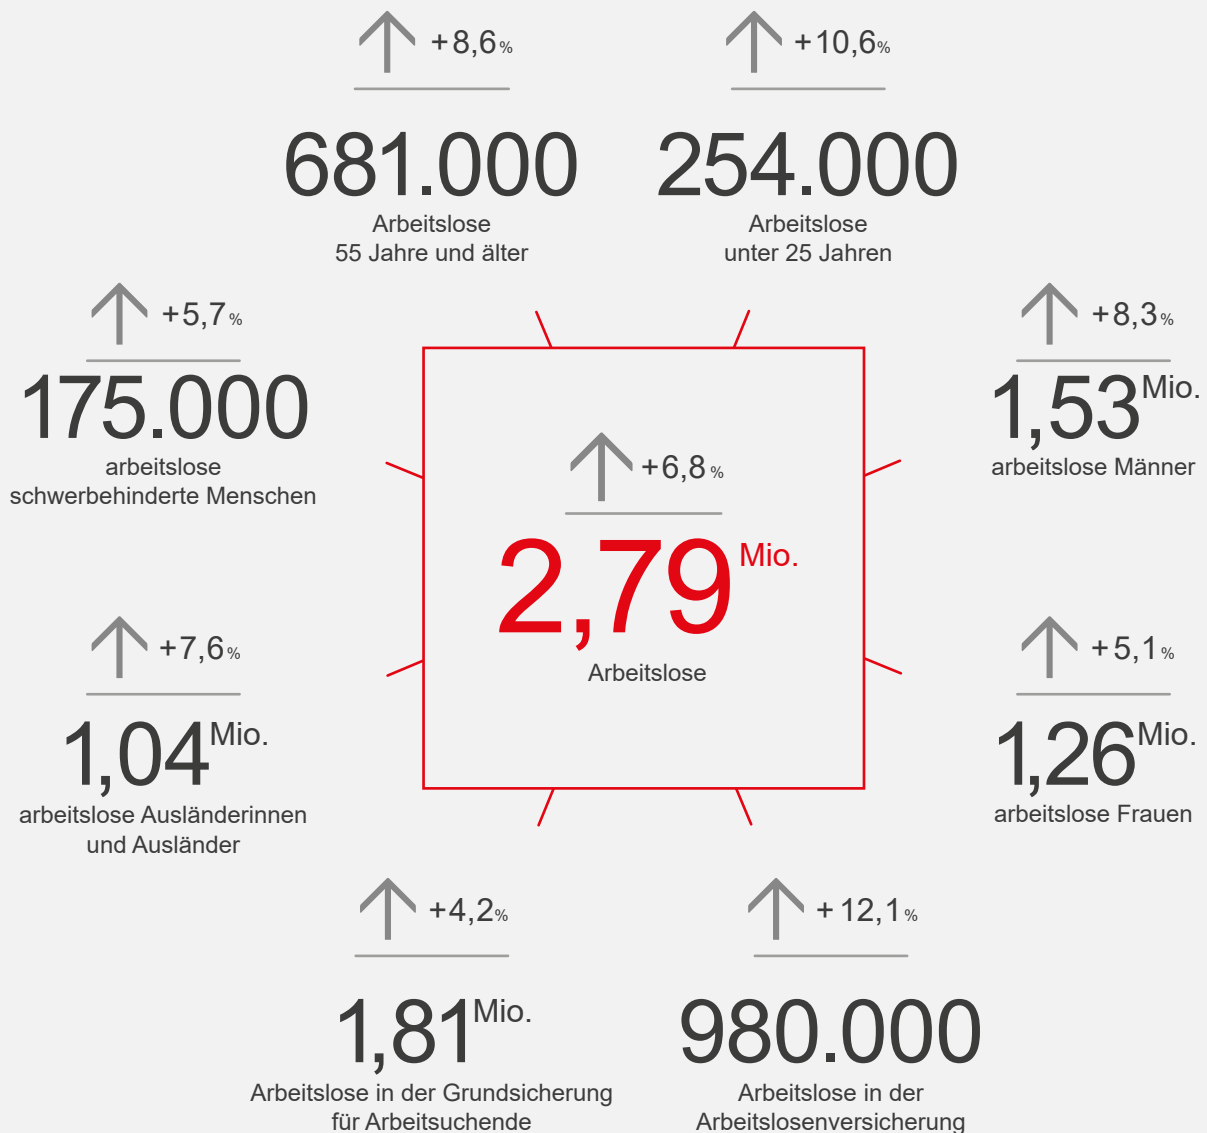 +8,6%
681.000
Arbeitslose
55 Jahre und älter
+10,6%
254.000
Arbeitslose
unter 25 Jahren
+5,7%
175.000
arbeitslose
schwerbehinderte Menschen
+8,3%
1,53 Mio.
arbeitslose Männer
+6,8%
2,79 Mio.
Arbeitslose
+7,6%
1,04 Mio.
arbeitslose Ausländerinnen
und Ausländer
+5,1%
1,26 Mio.
arbeitslose Frauen
+4,2%
1,81 Mio.
Arbeitslose in der Grundsicherung
für Arbeitsuchende
+12,1%
980.000
Arbeitslose in der
Arbeitslosenversicherung